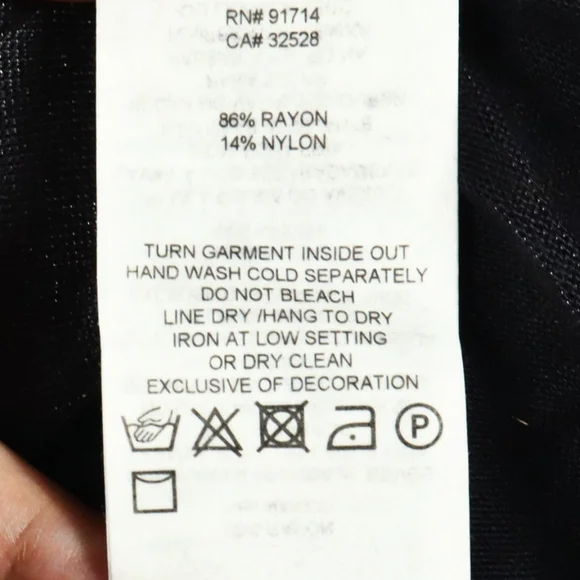 RN# 91714
CA# 32528
86% RAYON
14% NYLON
TURN GARMENT INSIDE OUT
HAND WASH COLD SEPARATELY
DO NOT BLEACH
LINE DRY /HANG TO DRY
IRON AT LOW SETTING
OR DRY CLEAN
EXCLUSIVE OF DECORATION
P